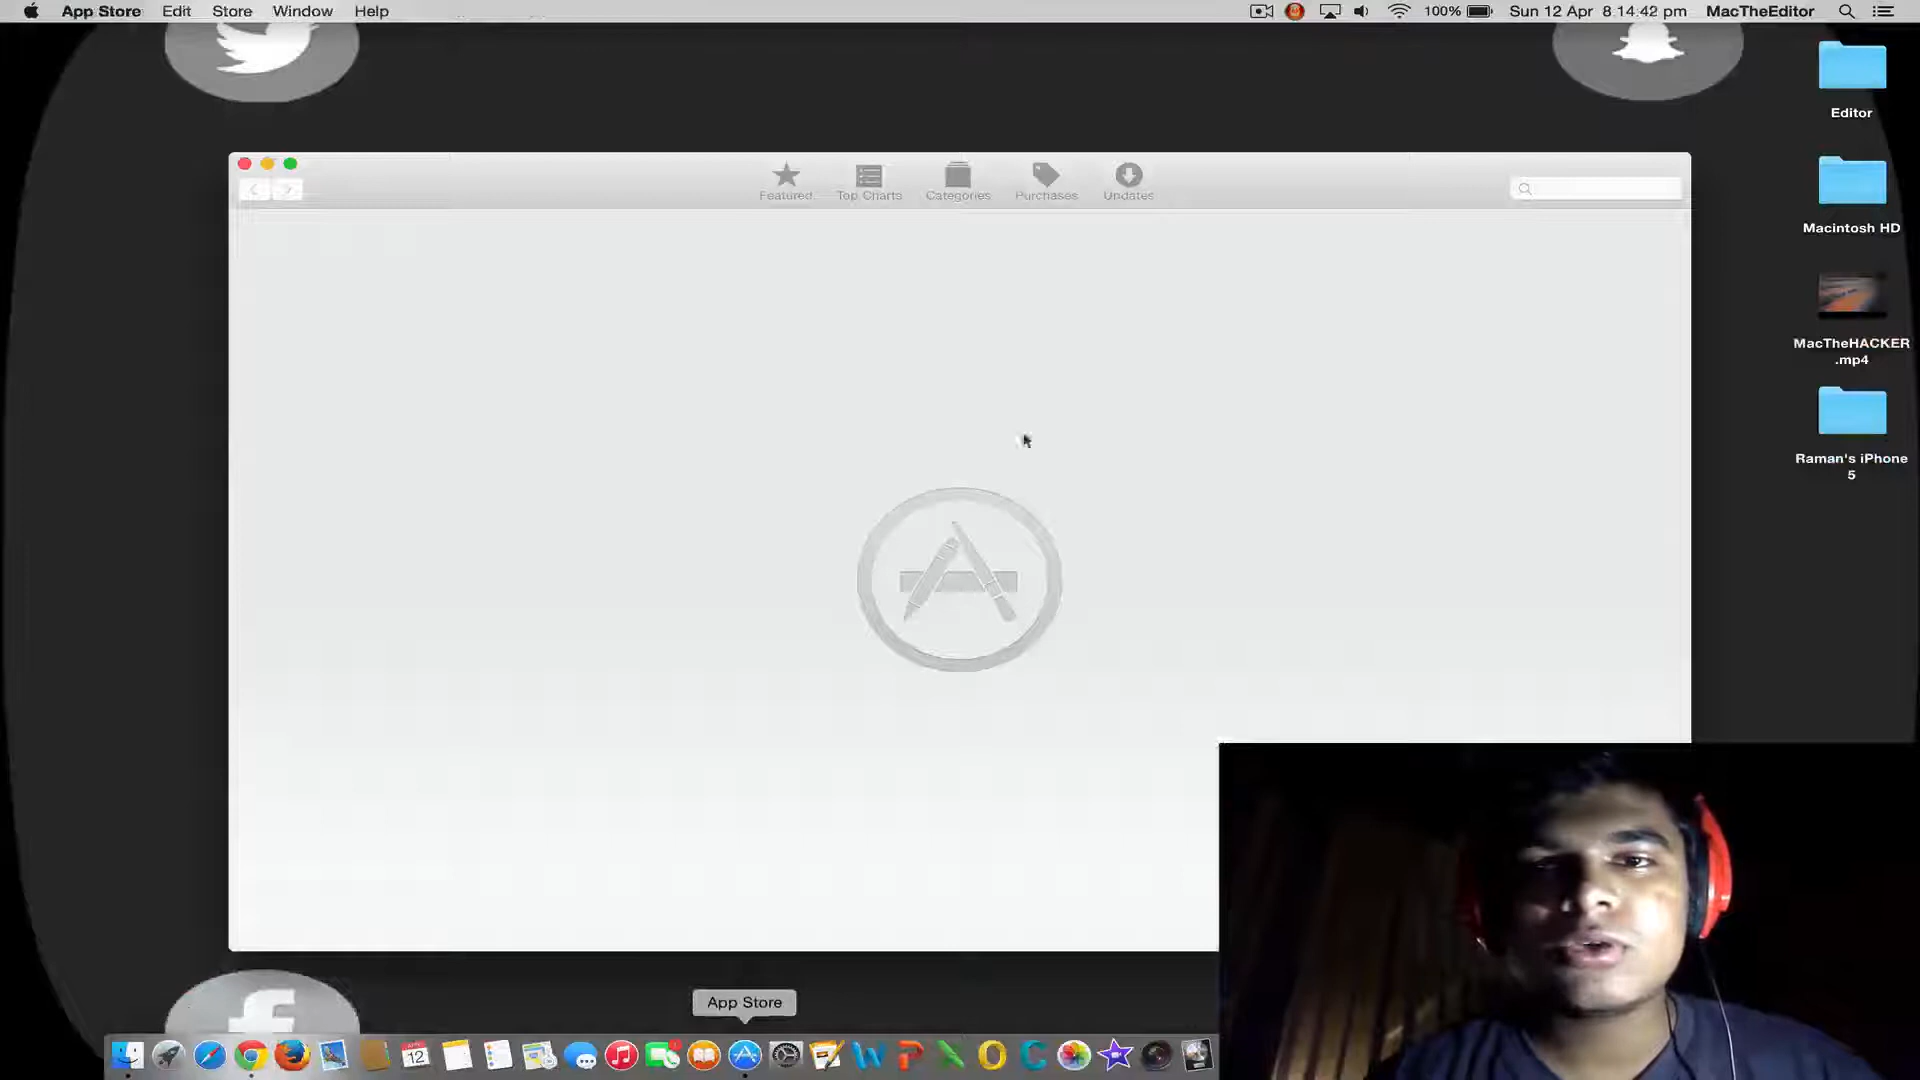 App Store Edit Store Window Help 100% Sun 12 Apr 8:14:42 pm MacTheEditor
Editor
Featured Top Charts Categories Purchases Updates
Macintosh HD
MacTheHACKER
.mp4
Raman's iPhone
5
App Store
12